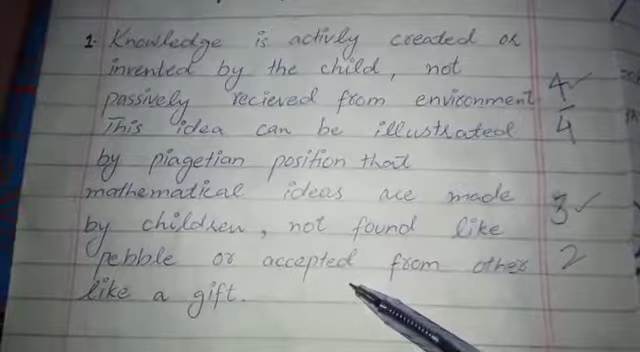 1. Knowledge is activly created or
invented by the child, not
passively recieved from environment
This idea can be illustrated
by piagetian position that
mathematical ideas are made
by children, not found like
pebble or accepted from other
like a gift.
4 ✓
4
3 ✓
2